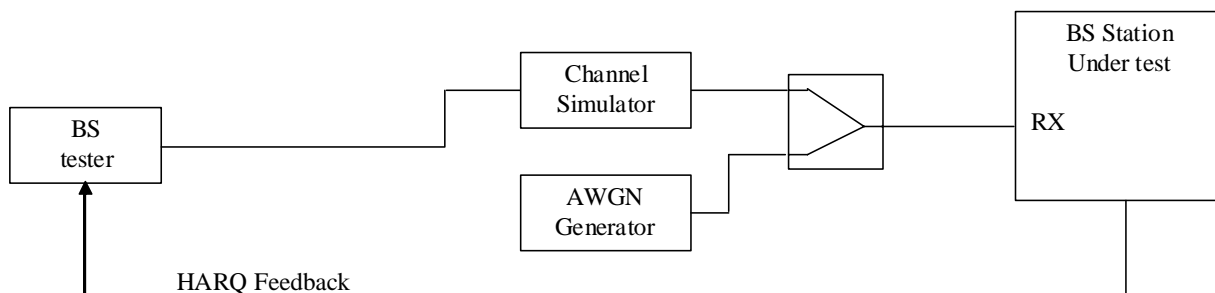 BS
tester
Channel
Simulator
AWGN
Generator
BS Station
Under test
RX
HARQ Feedback